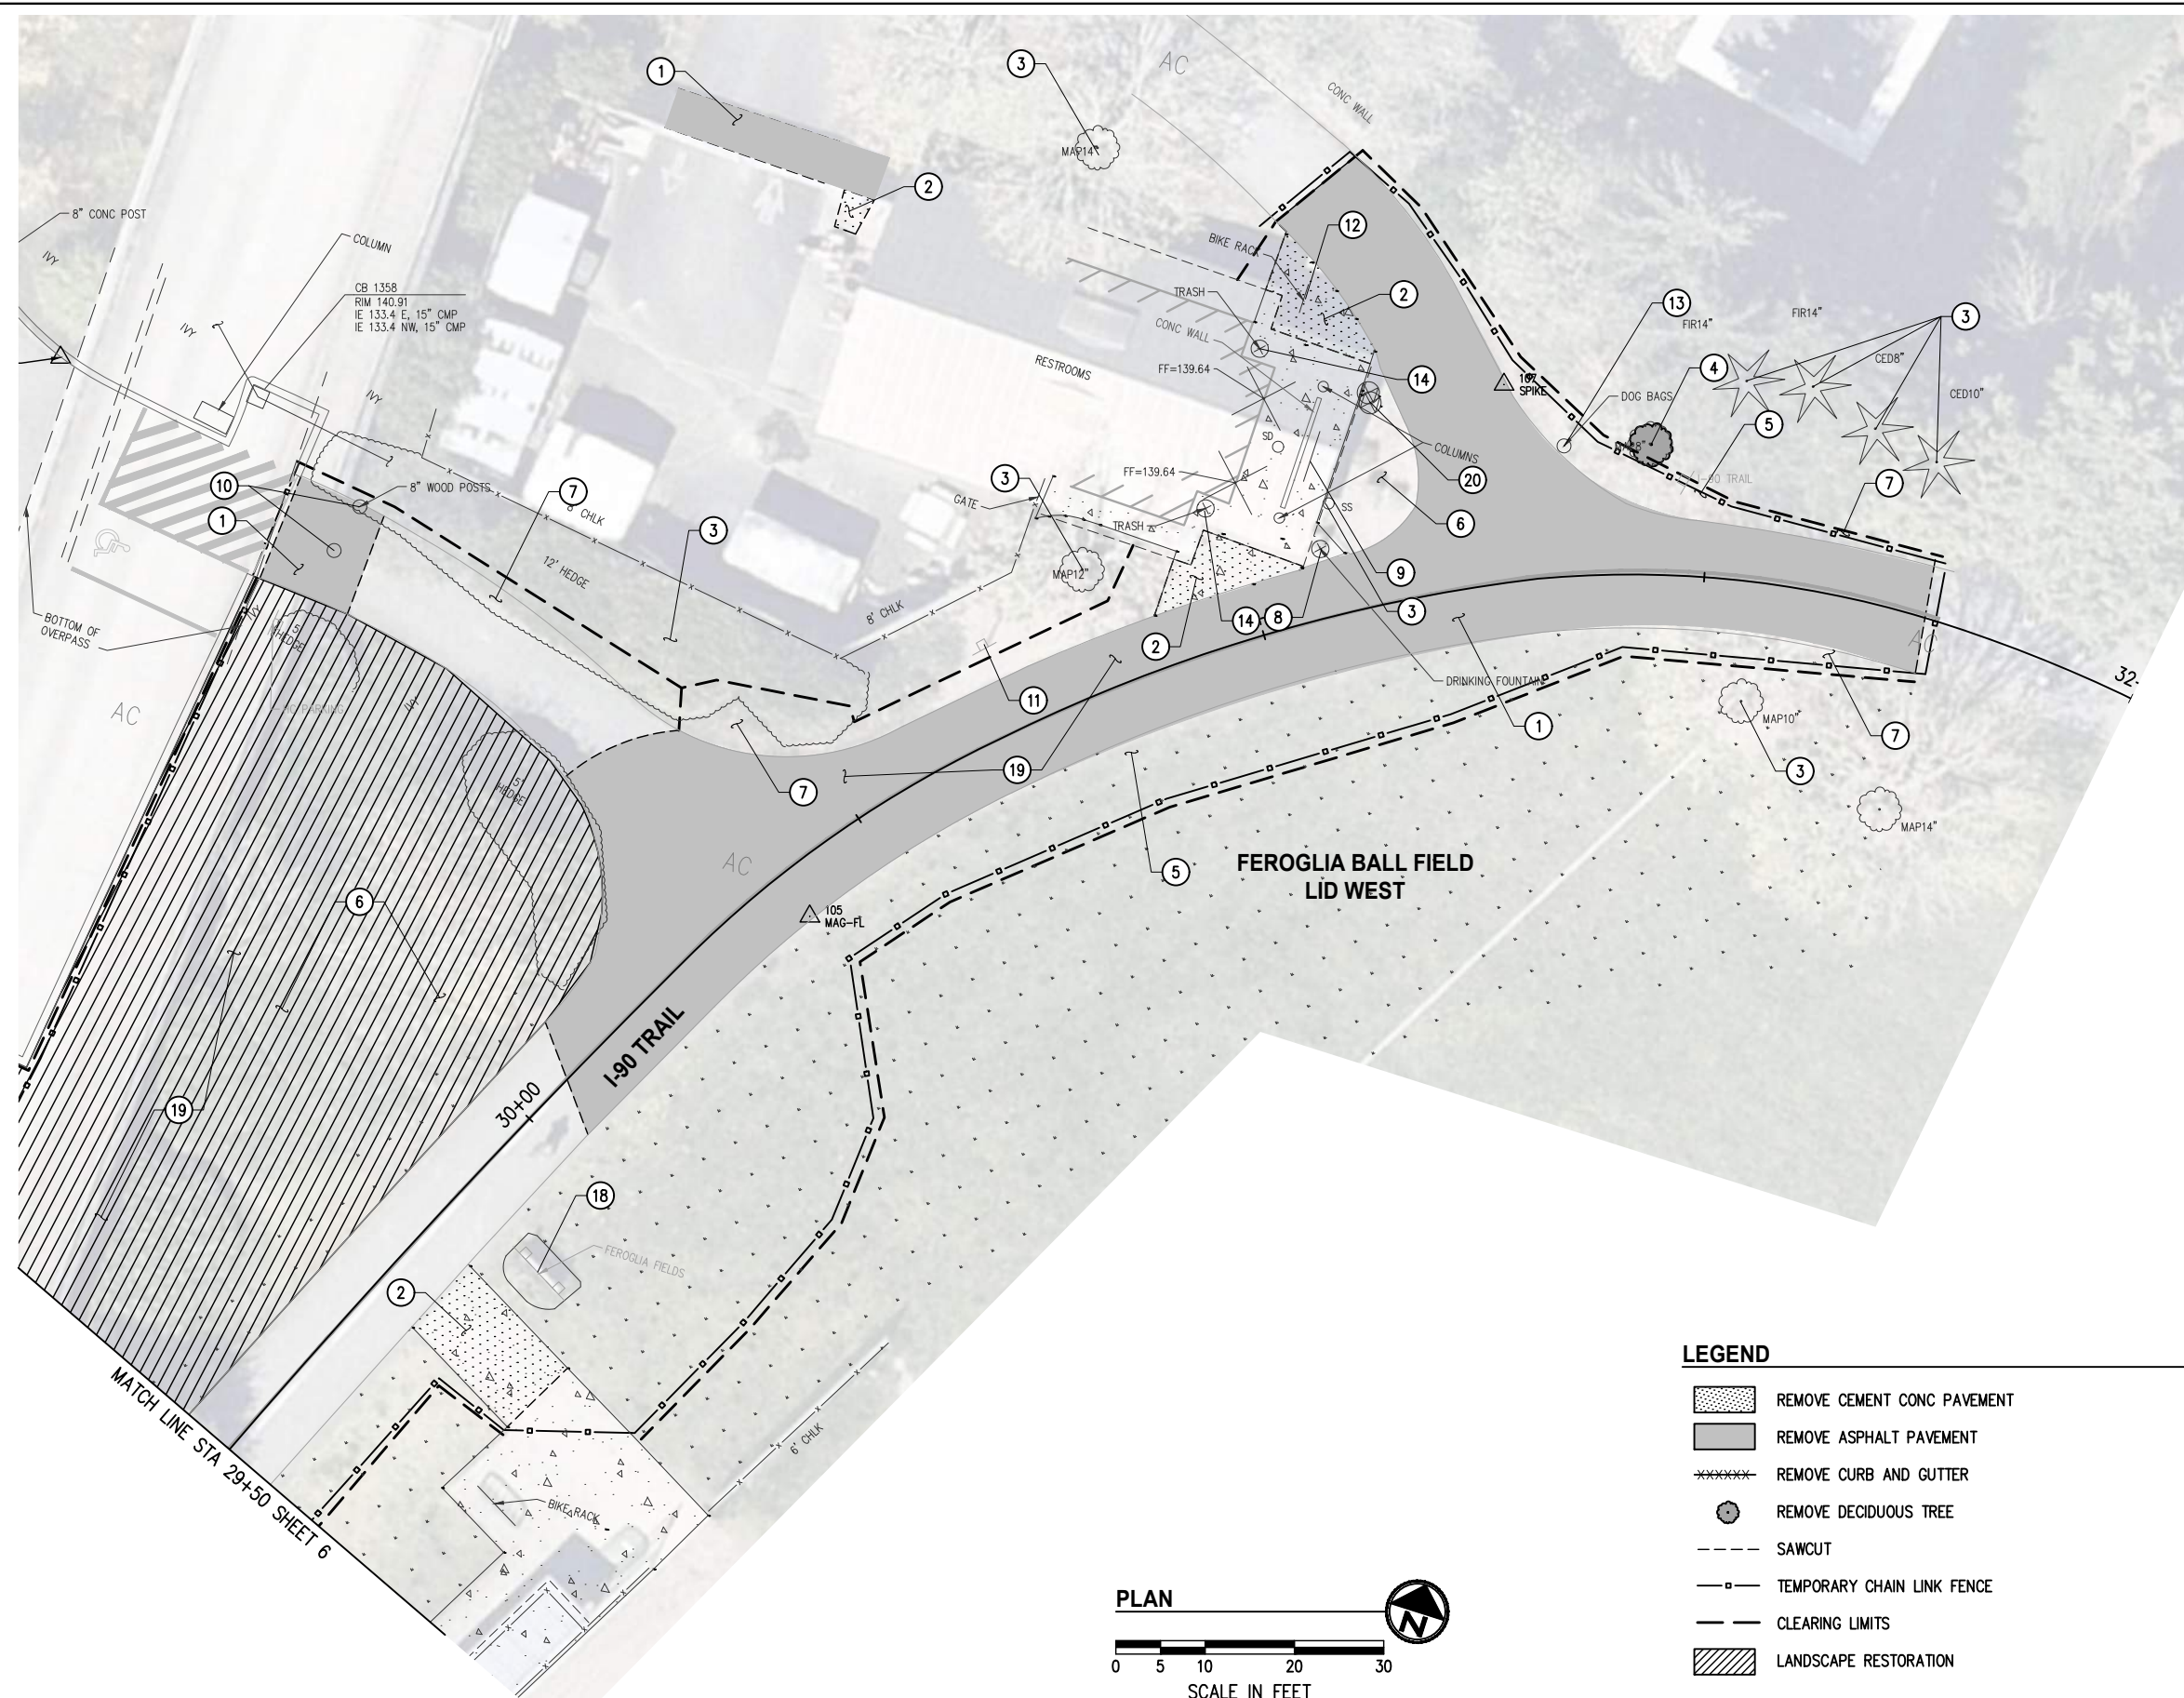 1
3
AC
CONC WALL
MAP14"
2
8" CONC POST
IVY
COLUMN
CB 1358
RIM 140.91
IE 133.4 E, 15" CMP
IE 133.4 NW, 15" CMP
IVY
IVY
12
BIKE RACK
TRASH
2
CONC WALL
RESTROOMS
FF=139.64
14
13
FIR14"
FIR14"
3
CED8"
CED10"
4
107
SPIKE
DOG BAGS
5
I-90 TRAIL
7
COLUMNS
20
SD
FF=139.64
SS
6
GATE
3
TRASH
MAP12"
10
8" WOOD POSTS
1
7
8' CHLK
3
12' HEDGE
8' CHLK
9
3
14
8
2
DRINKING FOUNTAIN
BOTTOM OF
OVERPASS
IVY
5'
HEDGE
AC PARKING
IVY
AC
11
1
19
7
AC
32
MAP10"
7
3
MAP14"
5'
HEDGE
AC
5
FEROGLIA BALL FIELD
LID WEST
6
105
MAG-FL
19
30+00
I-90 TRAIL
18
FEROGLIA FIELDS
2
MATCH LINE STA 29+50 SHEET 6
6' CHLK
BIKE RACK
PLAN
N
0 5 10 20 30
SCALE IN FEET
LEGEND
REMOVE CEMENT CONC PAVEMENT
REMOVE ASPHALT PAVEMENT
REMOVE CURB AND GUTTER
REMOVE DECIDUOUS TREE
SAWCUT
TEMPORARY CHAIN LINK FENCE
CLEARING LIMITS
LANDSCAPE RESTORATION